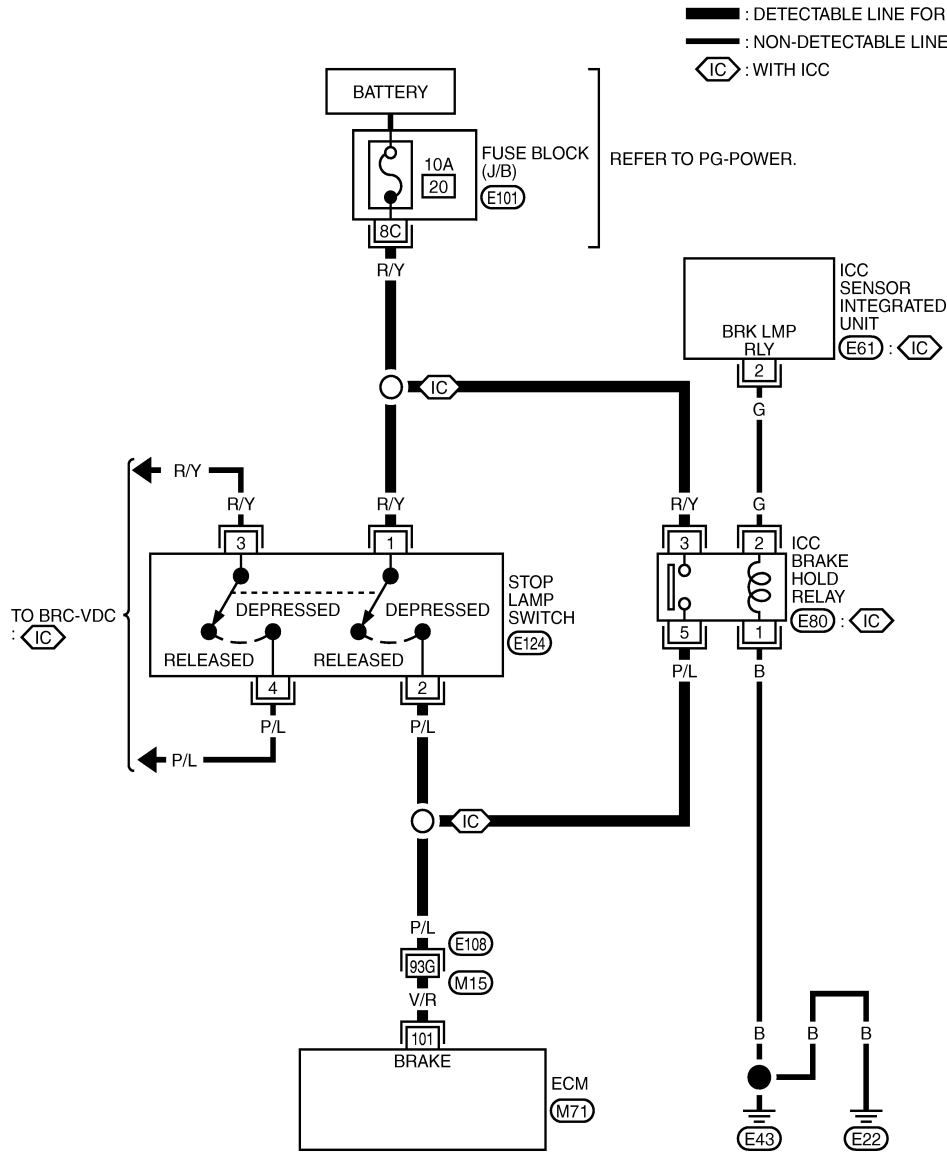 : DETECTABLE LINE FOR
: NON-DETECTABLE LINE
IC : WITH ICC
BATTERY
FUSE BLOCK
(J/B)
E101
10A
20
REFER TO PG-POWER.
8C
R/Y
ICC
SENSOR
INTEGRATED
UNIT
E61 : IC
BRK LMP
RLY
2
G
IC
R/Y
R/Y
R/Y
R/Y
G
3
1
3
2
ICC
BRAKE
HOLD
RELAY
E80 : IC
STOP
LAMP
SWITCH
E124
DEPRESSED
DEPRESSED
RELEASED
RELEASED
TO BRC-VDC
: IC
4
2
5
1
P/L
P/L
P/L
B
P/L
IC
P/L
E108
93G
M15
V/R
101
BRAKE
ECM
M71
B
B
B
E43
E22